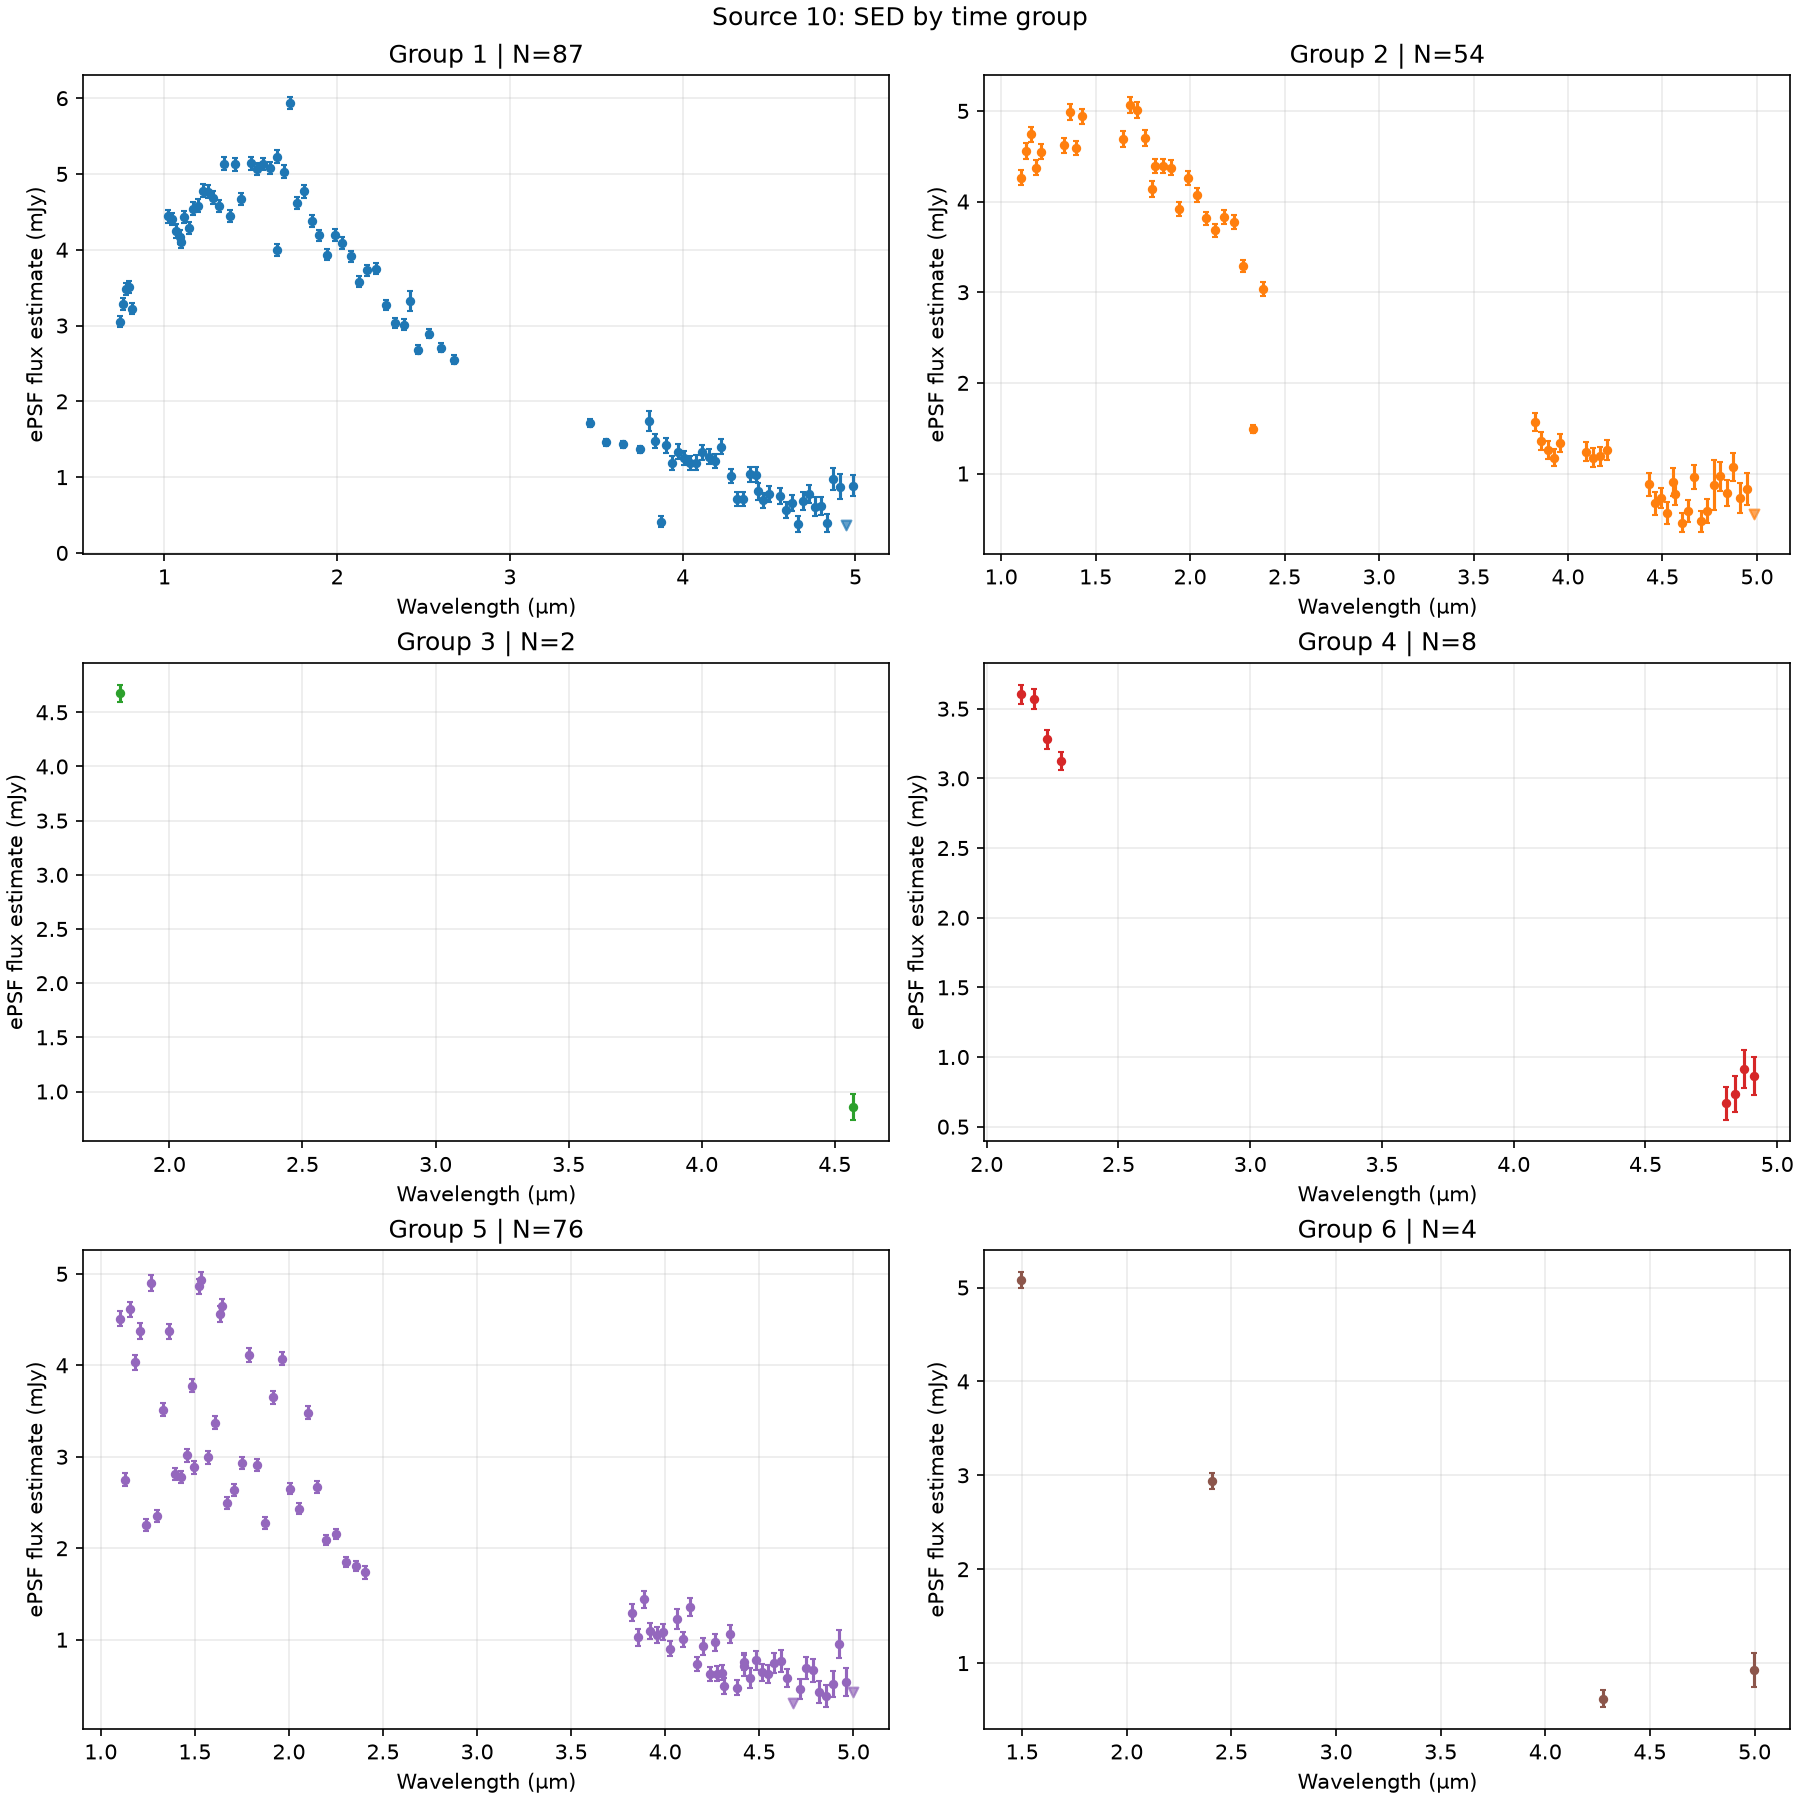 Source 10: SED by time group
Group 1 | N=87
6
5
4
3
2
1
0
ePSF flux estimate (mJy)
1 2 3 4 5
Wavelength (µm)
Group 2 | N=54
5
4
3
2
1
ePSF flux estimate (mJy)
1.0 1.5 2.0 2.5 3.0 3.5 4.0 4.5 5.0
Wavelength (µm)
Group 3 | N=2
4.5
4.0
3.5
3.0
2.5
2.0
1.5
1.0
ePSF flux estimate (mJy)
2.0 2.5 3.0 3.5 4.0 4.5
Wavelength (µm)
Group 4 | N=8
3.5
3.0
2.5
2.0
1.5
1.0
0.5
ePSF flux estimate (mJy)
2.0 2.5 3.0 3.5 4.0 4.5 5.0
Wavelength (µm)
Group 5 | N=76
5
4
3
2
1
ePSF flux estimate (mJy)
1.0 1.5 2.0 2.5 3.0 3.5 4.0 4.5 5.0
Wavelength (µm)
Group 6 | N=4
5
4
3
2
1
ePSF flux estimate (mJy)
1.5 2.0 2.5 3.0 3.5 4.0 4.5 5.0
Wavelength (µm)